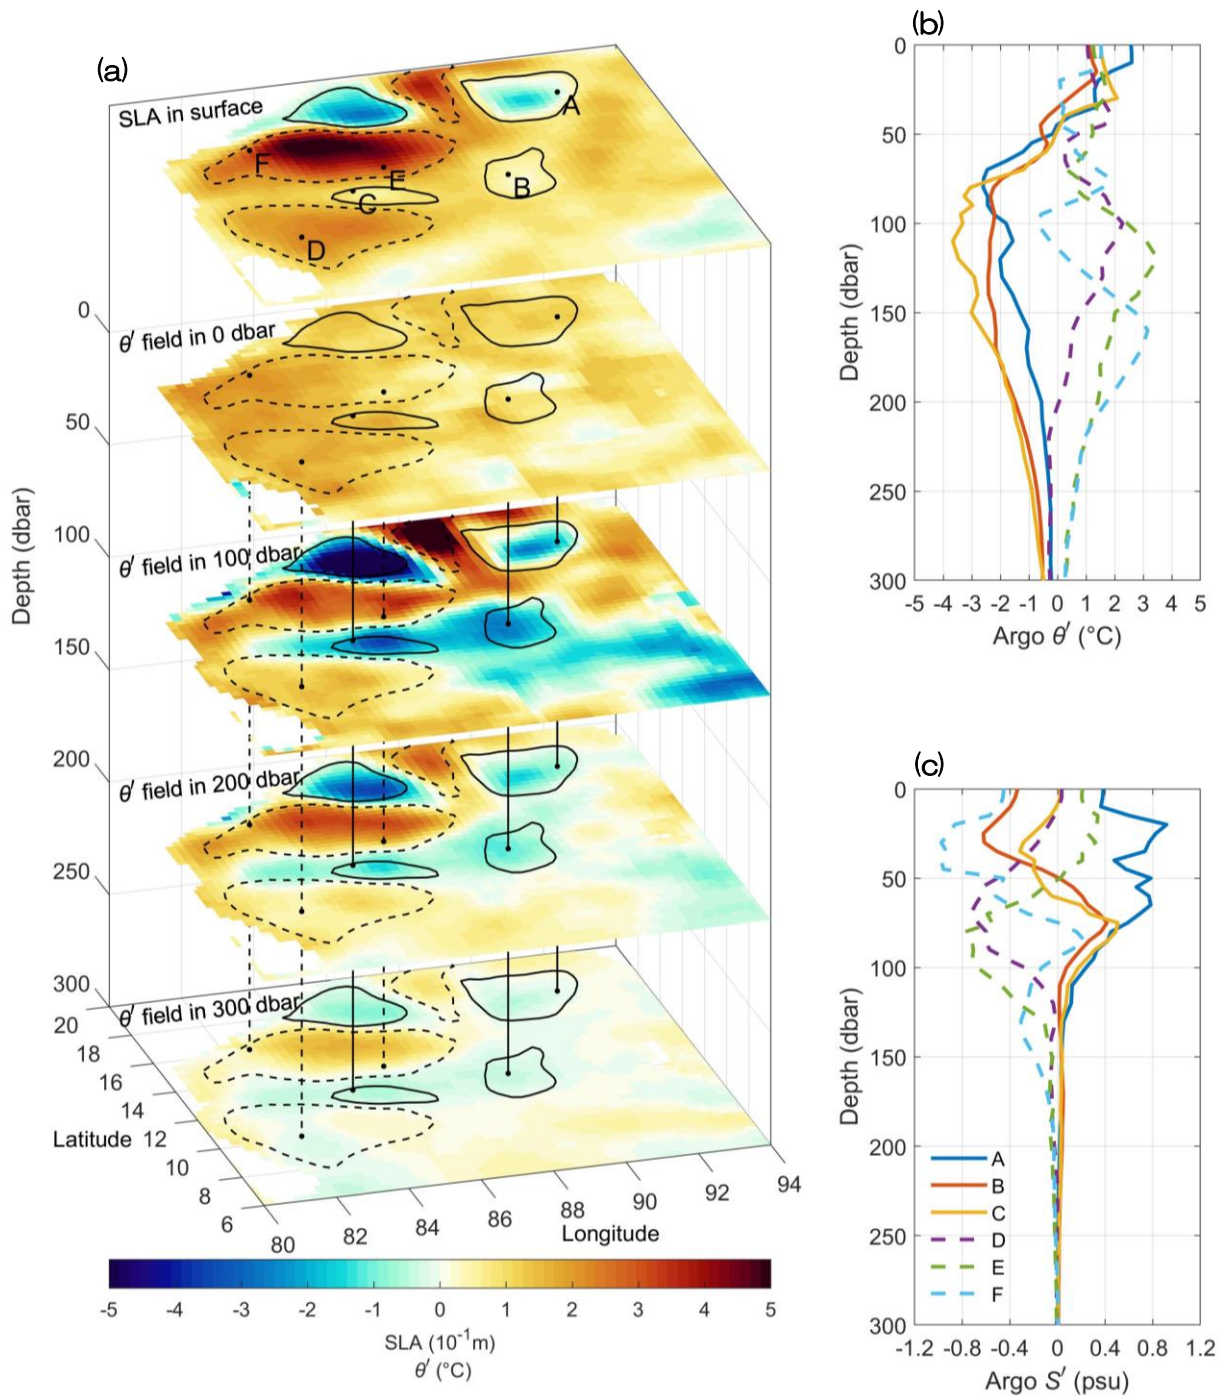 (a)
SLA in surface
A
B
C
D
E
F
0
θ′ field in 0 dbar
50
100
θ′ field in 100 dbar
150
200
θ′ field in 200 dbar
250
300
θ′ field in 300 dbar
Depth (dbar)
20
18
16
14
Latitude 12
10
8
6
80
82
84
86
88
90
92
94
Longitude
-5 -4 -3 -2 -1 0 1 2 3 4 5
SLA (10⁻¹m)
θ′ (°C)
(b)
0
50
100
150
200
250
300
Depth (dbar)
-5 -4 -3 -2 -1 0 1 2 3 4 5
Argo θ′ (°C)
(c)
0
50
100
150
200
250
300
Depth (dbar)
A
B
C
D
E
F
-1.2 -0.8 -0.4 0 0.4 0.8 1.2
Argo S′ (psu)